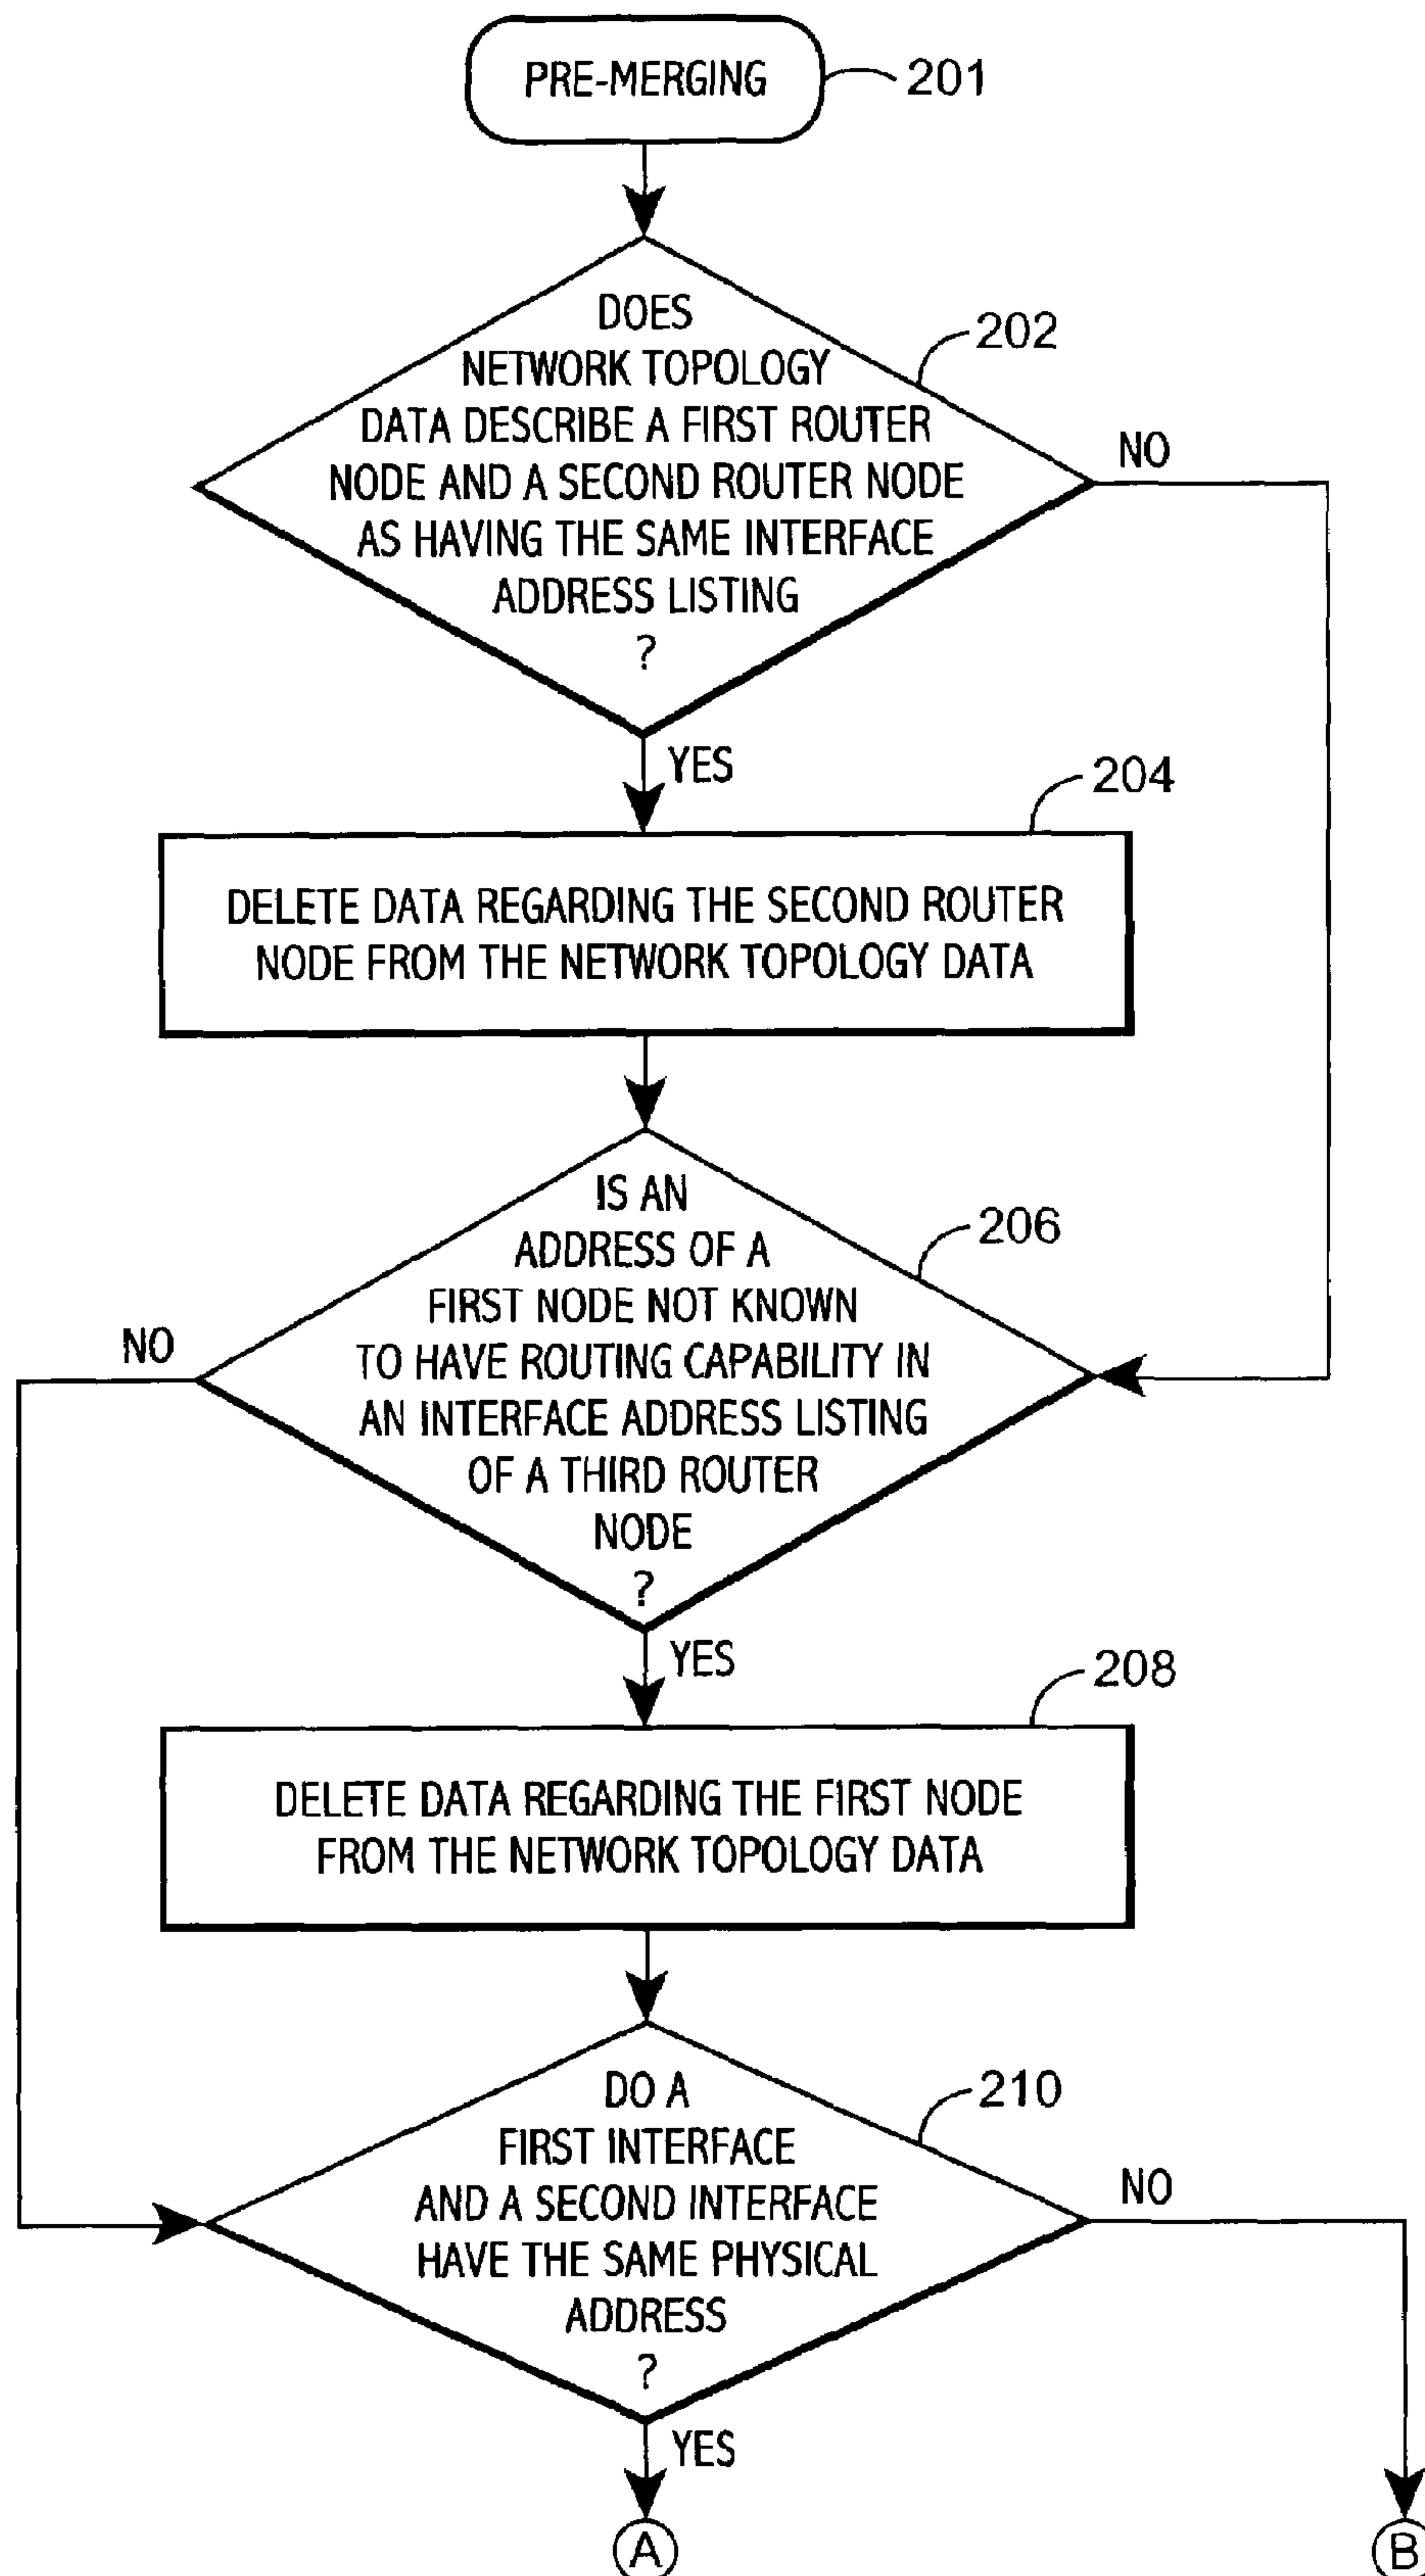 PRE-MERGING
201
DOES
NETWORK TOPOLOGY
DATA DESCRIBE A FIRST ROUTER
NODE AND A SECOND ROUTER NODE
AS HAVING THE SAME INTERFACE
ADDRESS LISTING
?
202
NO
YES
204
DELETE DATA REGARDING THE SECOND ROUTER
NODE FROM THE NETWORK TOPOLOGY DATA
IS AN
ADDRESS OF A
FIRST NODE NOT KNOWN
TO HAVE ROUTING CAPABILITY IN
AN INTERFACE ADDRESS LISTING
OF A THIRD ROUTER
NODE
?
206
NO
YES
208
DELETE DATA REGARDING THE FIRST NODE
FROM THE NETWORK TOPOLOGY DATA
DO A
FIRST INTERFACE
AND A SECOND INTERFACE
HAVE THE SAME PHYSICAL
ADDRESS
?
210
NO
YES
A
B